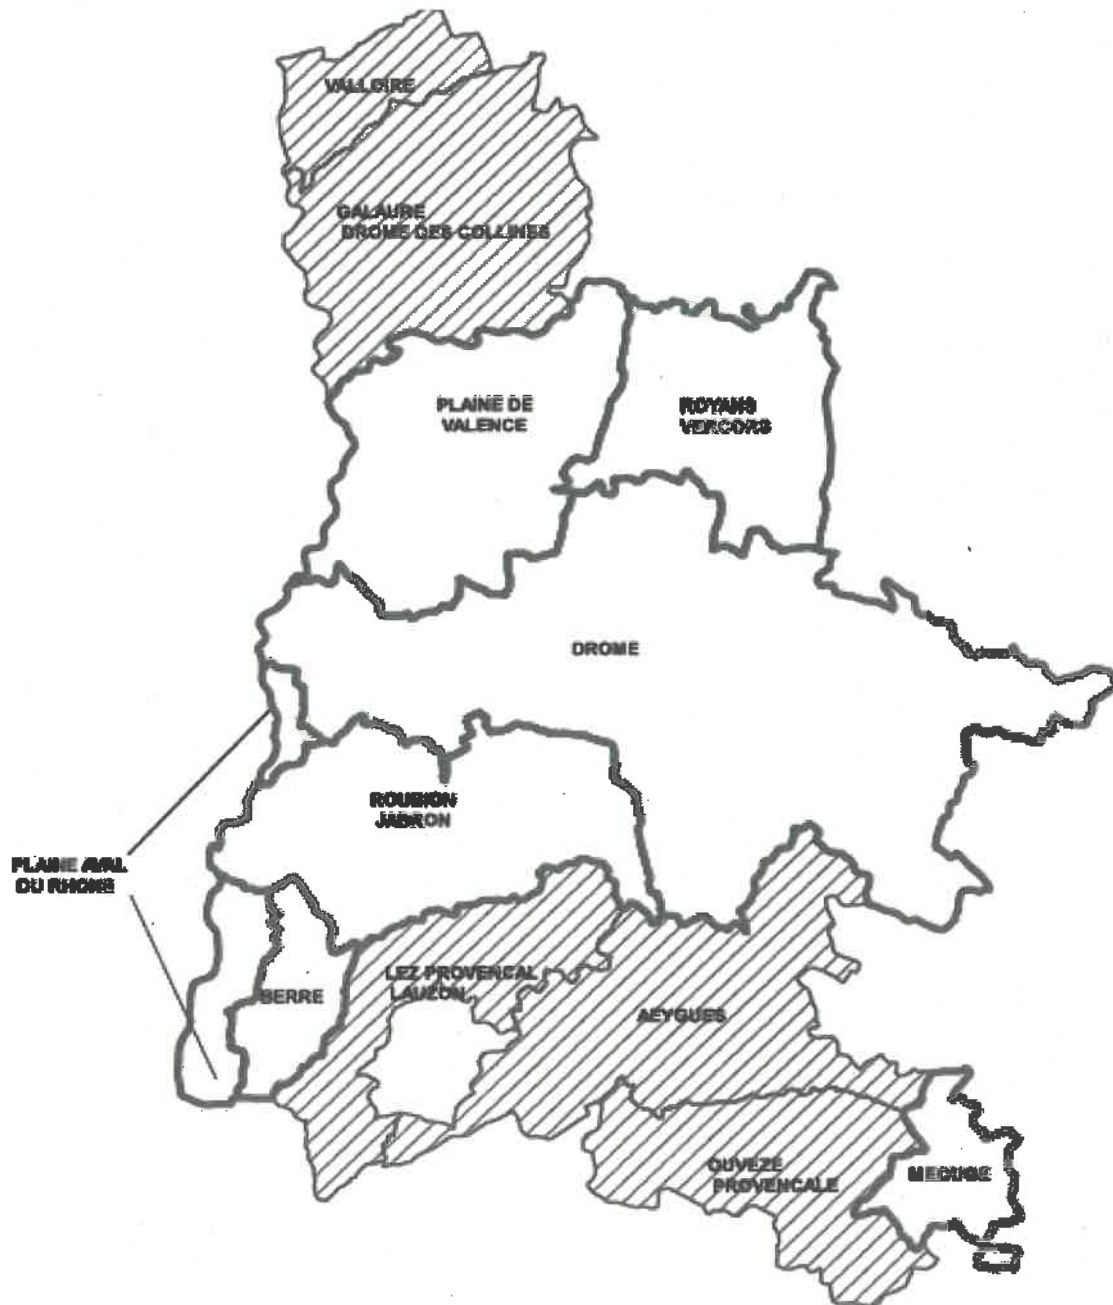 VALLOIRE
GALAURE
DROME DES COLLINES
PLAINE DE
VALENCE
ROYANS
VERCORS
DROME
ROUBION
JABRON
PLAINE AVAL
DU RHONE
BERRE
LEZ PROVENCAL
LAUZON
AEYGUES
OUVEZE
PROVENCALE
MEOUGE